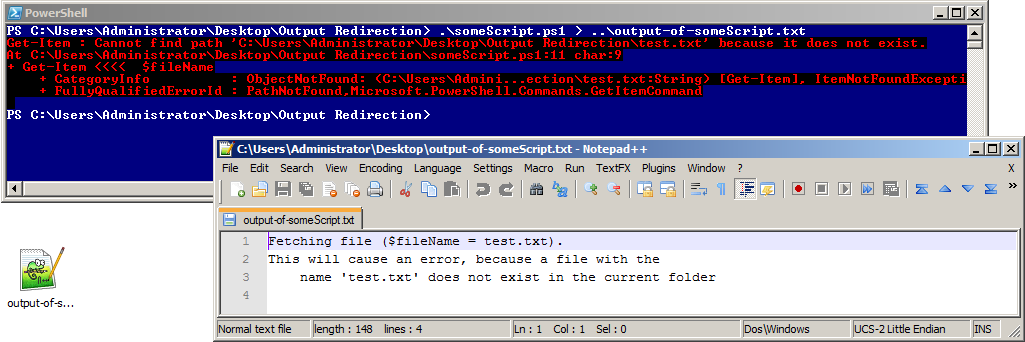 PowerShell
PS C:\Users\Administrator\Desktop\Output Redirection> .\someScript.ps1 > ..\output-of-someScript.txt
Get-Item : Cannot find path 'C:\Users\Administrator\Desktop\Output Redirection\test.txt' because it does not exist.
At C:\Users\Administrator\Desktop\Output Redirection\someScript.ps1:11 char:9
+ Get-Item <<<<  $fileName
    + CategoryInfo          : ObjectNotFound: (C:\Users\Admini...ection\test.txt:String) [Get-Item], ItemNotFoundExcepti
    + FullyQualifiedErrorId : PathNotFound,Microsoft.PowerShell.Commands.GetItemCommand
PS C:\Users\Administrator\Desktop\Output Redirection>
C:\Users\Administrator\Desktop\output-of-someScript.txt - Notepad++
File Edit Search View Encoding Language Settings Macro Run TextFX Plugins Window ? X
output-of-someScript.txt
1 Fetching file ($fileName = test.txt).
2 This will cause an error, because a file with the
3     name 'test.txt' does not exist in the current folder
4
output-of-s...
Normal text file length : 148 lines : 4 Ln : 1 Col : 1 Sel : 0 Dos\Windows UCS-2 Little Endian INS